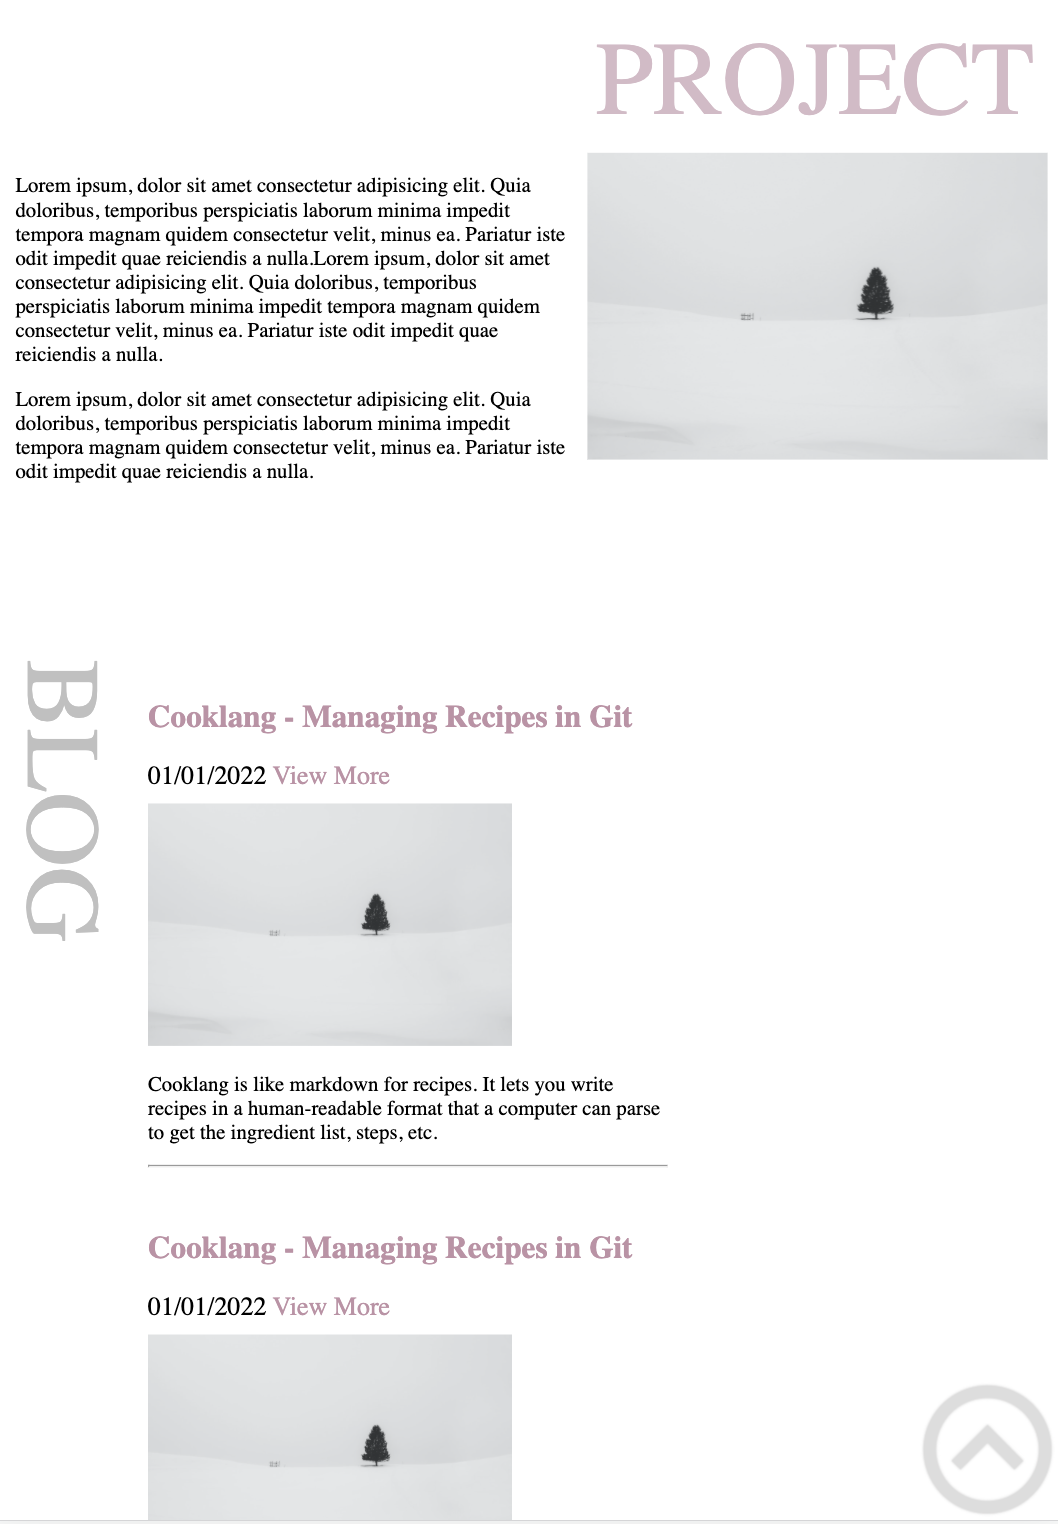 PROJECT
Lorem ipsum, dolor sit amet consectetur adipisicing elit. Quia
doloribus, temporibus perspiciatis laborum minima impedit
tempora magnam quidem consectetur velit, minus ea. Pariatur iste
odit impedit quae reiciendis a nulla.Lorem ipsum, dolor sit amet
consectetur adipisicing elit. Quia doloribus, temporibus
perspiciatis laborum minima impedit tempora magnam quidem
consectetur velit, minus ea. Pariatur iste odit impedit quae
reiciendis a nulla.
Lorem ipsum, dolor sit amet consectetur adipisicing elit. Quia
doloribus, temporibus perspiciatis laborum minima impedit
tempora magnam quidem consectetur velit, minus ea. Pariatur iste
odit impedit quae reiciendis a nulla.
BLOG
Cooklang - Managing Recipes in Git
01/01/2022 View More
Cooklang is like markdown for recipes. It lets you write
recipes in a human-readable format that a computer can parse
to get the ingredient list, steps, etc.
Cooklang - Managing Recipes in Git
01/01/2022 View More